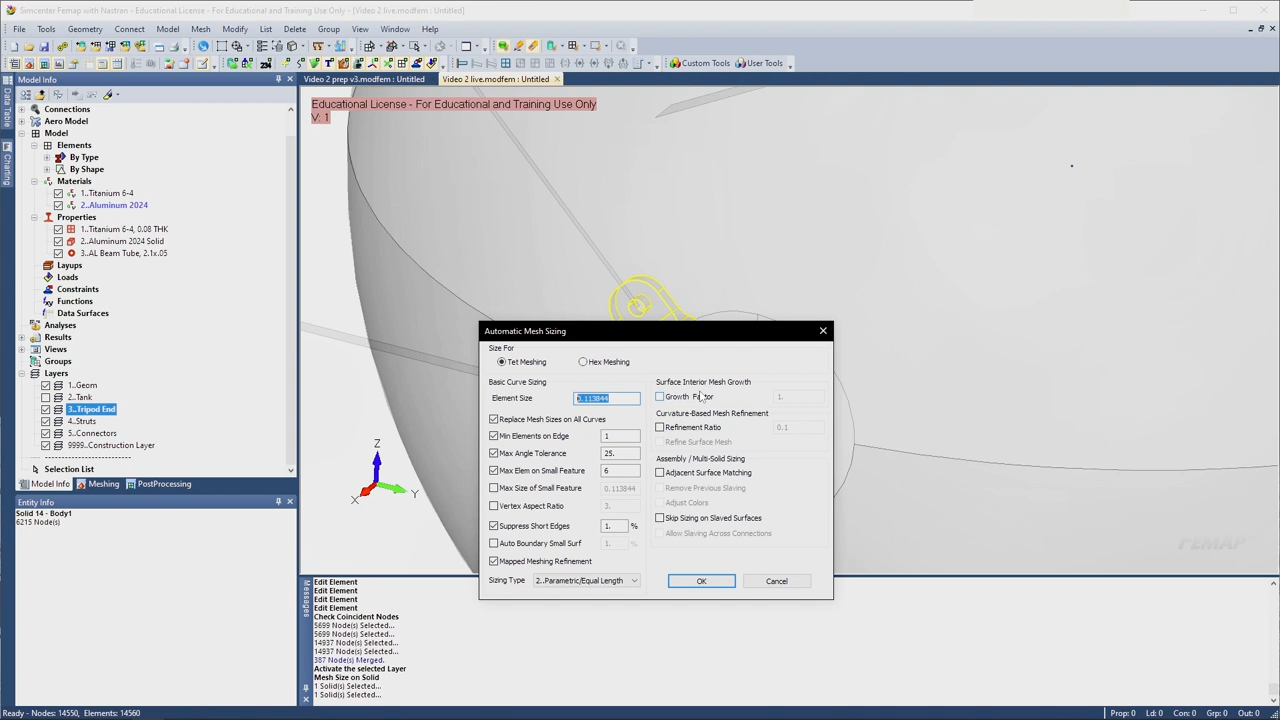 Simcenter Femap with Nastran - Educational License - For Educational and Training Use Only - [Video 2 live.modfem : Untitled]
File Tools Geometry Connect Model Mesh Modify List Delete Group View Window Help
Custom Tools User Tools
Model Info
Video 2 prep v3.modfem : Untitled Video 2 live.modfem : Untitled
Data Table
Charting
Educational License - For Educational and Training Use Only
V: 1
Connections
Aero Model
Model
Elements
By Type
By Shape
Materials
1..Titanium 6-4
2..Aluminum 2024
Properties
1..Titanium 6-4, 0.08 THK
2..Aluminum 2024 Solid
3..AL Beam Tube, 2.1x.05
Layups
Loads
Constraints
Functions
Data Surfaces
Analyses
Results
Views
Groups
Layers
1..Geom
2..Tank
3..Tripod End
4..Struts
5..Connectors
9999..Construction Layer
Selection List
Model Info Meshing PostProcessing
Entity Info
Solid 14 - Body1
6215 Node(s)
Z
X
Y
Automatic Mesh Sizing
Size For
Tet Meshing Hex Meshing
Basic Curve Sizing
Element Size 0.113844
Replace Mesh Sizes on All Curves
Min Elements on Edge 1
Max Angle Tolerance 25.
Max Elem on Small Feature 6
Max Size of Small Feature 0.113844
Vertex Aspect Ratio 3.
Suppress Short Edges 1. %
Auto Boundary Small Surf 1. %
Mapped Meshing Refinement
Sizing Type 2..Parametric/Equal Length
Surface Interior Mesh Growth
Growth Factor 1.
Curvature-Based Mesh Refinement
Refinement Ratio 0.1
Refine Surface Mesh
Assembly / Multi-Solid Sizing
Adjacent Surface Matching
Remove Previous Slaving
Adjust Colors
Skip Sizing on Slaved Surfaces
Allow Slaving Across Connections
OK Cancel
FEMAP
Messages
Edit Element
Edit Element
Edit Element
Check Coincident Nodes
5699 Node(s) Selected...
5699 Node(s) Selected...
14937 Node(s) Selected...
14937 Node(s) Selected...
387 Node(s) Merged.
Activate the selected Layer
Mesh Size on Solid
1 Solid(s) Selected...
1 Solid(s) Selected...
Ready - Nodes: 14550, Elements: 14560
Prop: 0 Ld: 0 Con: 0 Grp: 0 Out: 0